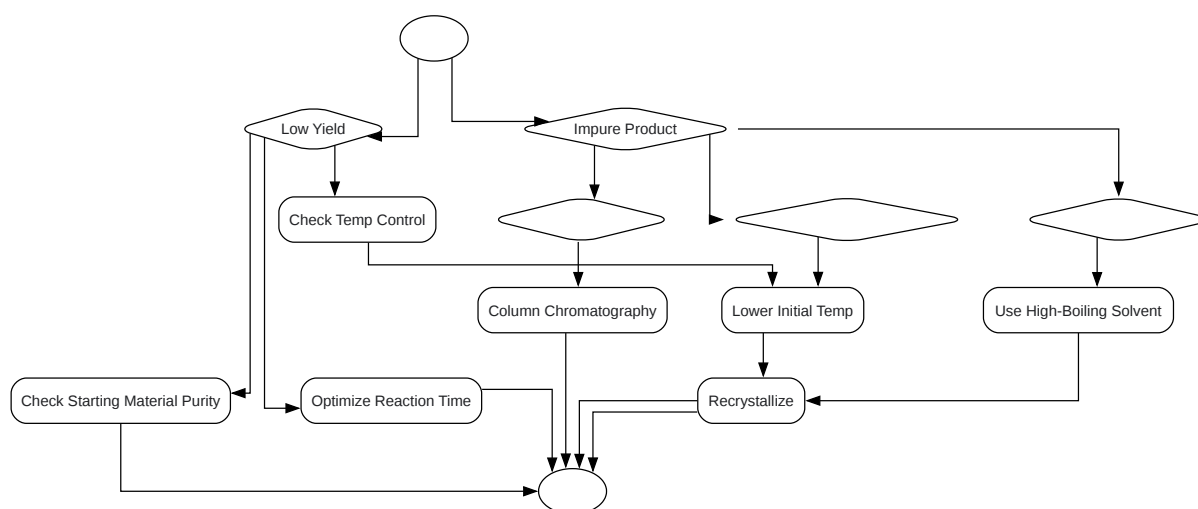 Low Yield
Impure Product
Check Temp Control
Column Chromatography
Lower Initial Temp
Use High-Boiling Solvent
Check Starting Material Purity
Optimize Reaction Time
Recrystallize